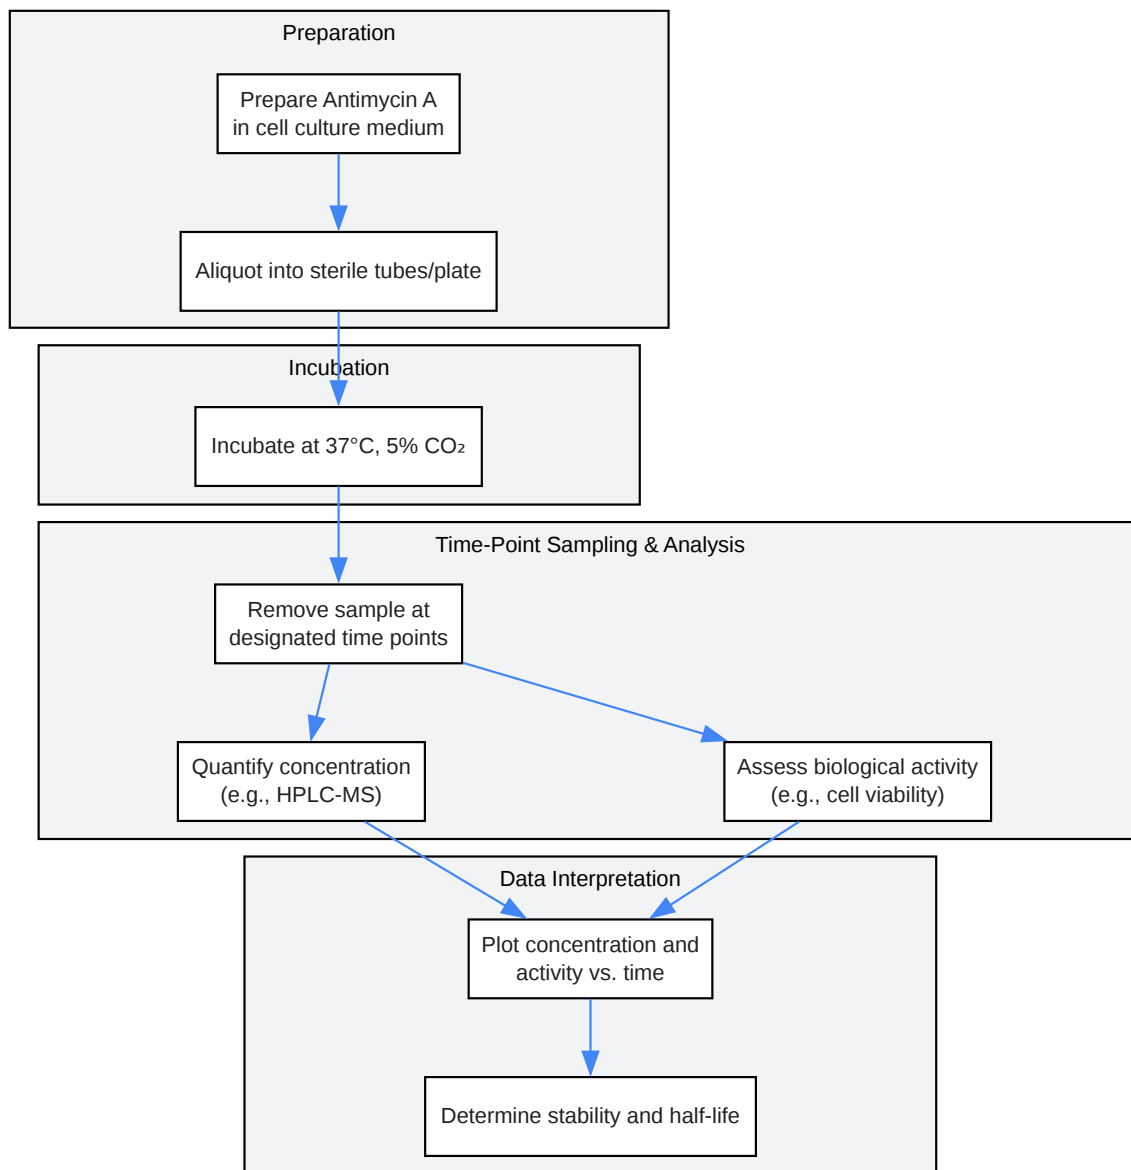 Preparation
Prepare Antimycin A
in cell culture medium
Aliquot into sterile tubes/plate
Incubation
Incubate at 37°C, 5% CO₂
Time-Point Sampling & Analysis
Remove sample at
designated time points
Quantify concentration
(e.g., HPLC-MS)
Assess biological activity
(e.g., cell viability)
Data Interpretation
Plot concentration and
activity vs. time
Determine stability and half-life